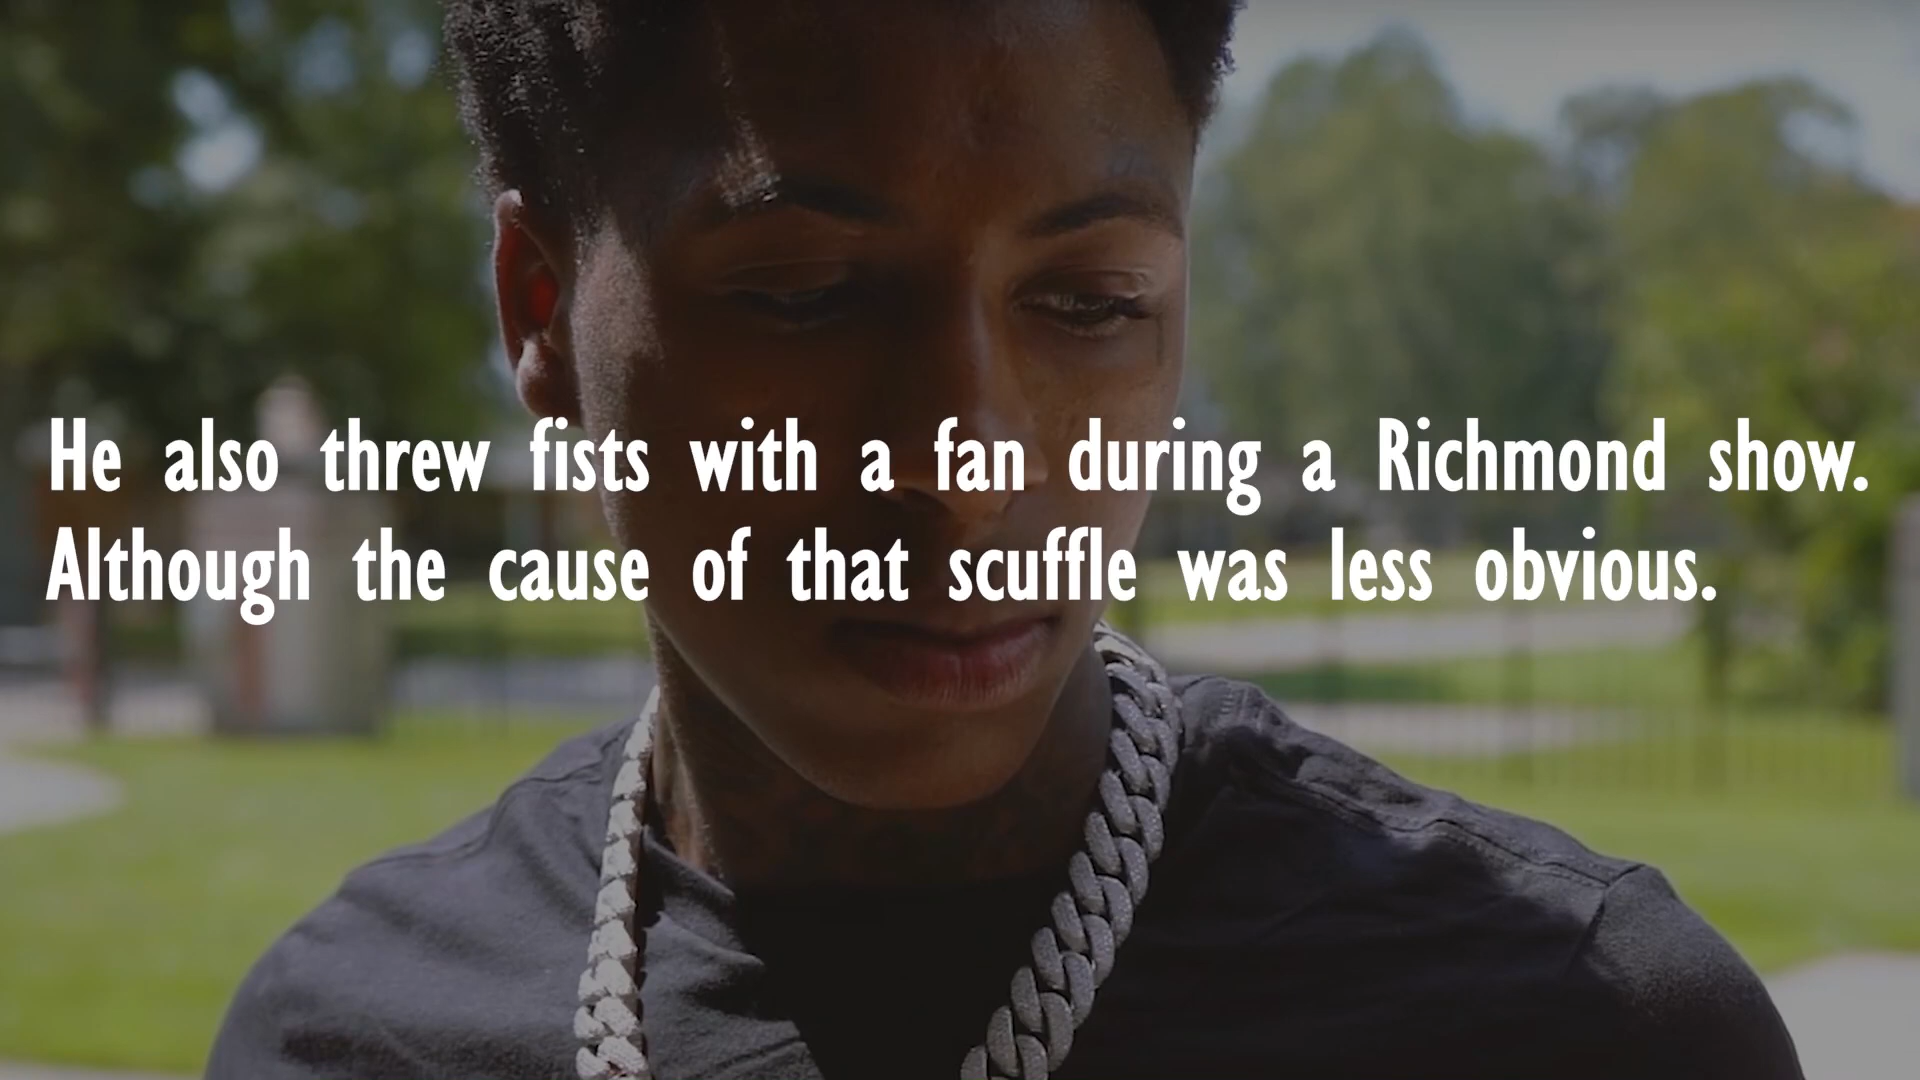 He also threw fists with a fan during a Richmond show.
Although the cause of that scuffle was less obvious.